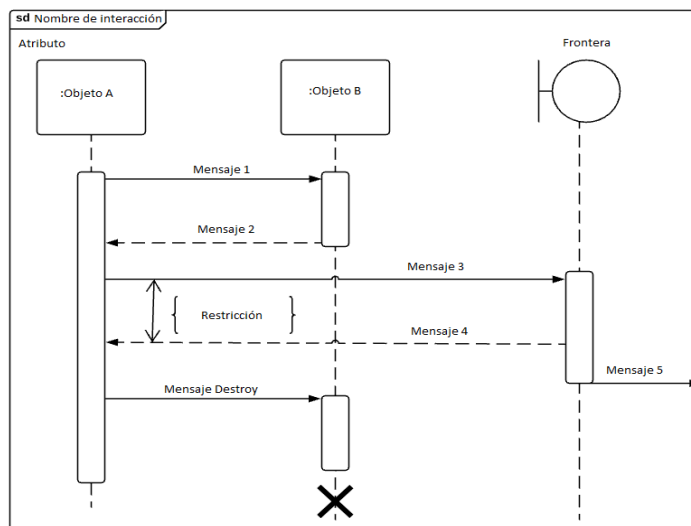 sd Nombre de interacción
Atributo
Frontera
:Objeto A
:Objeto B
Mensaje 1
Mensaje 2
Mensaje 3
{ Restricción }
Mensaje 4
Mensaje 5
Mensaje Destroy